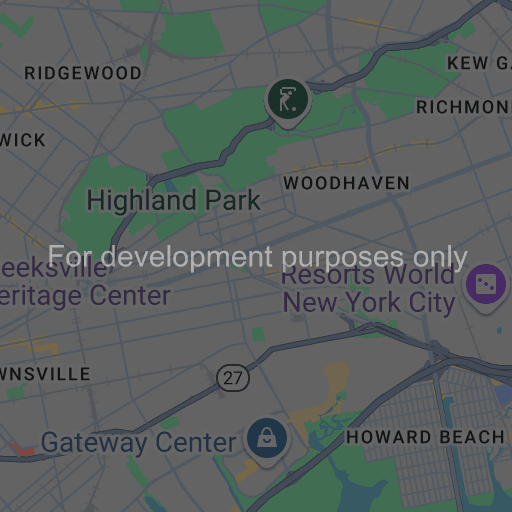 RIDGEWOOD
KEW G
RICHMON
WICK
WOODHAVEN
Highland Park
For development purposes only
eeksville
eritage Center
Resorts World
New York City
WNSVILLE
27
Gateway Center
HOWARD BEACH